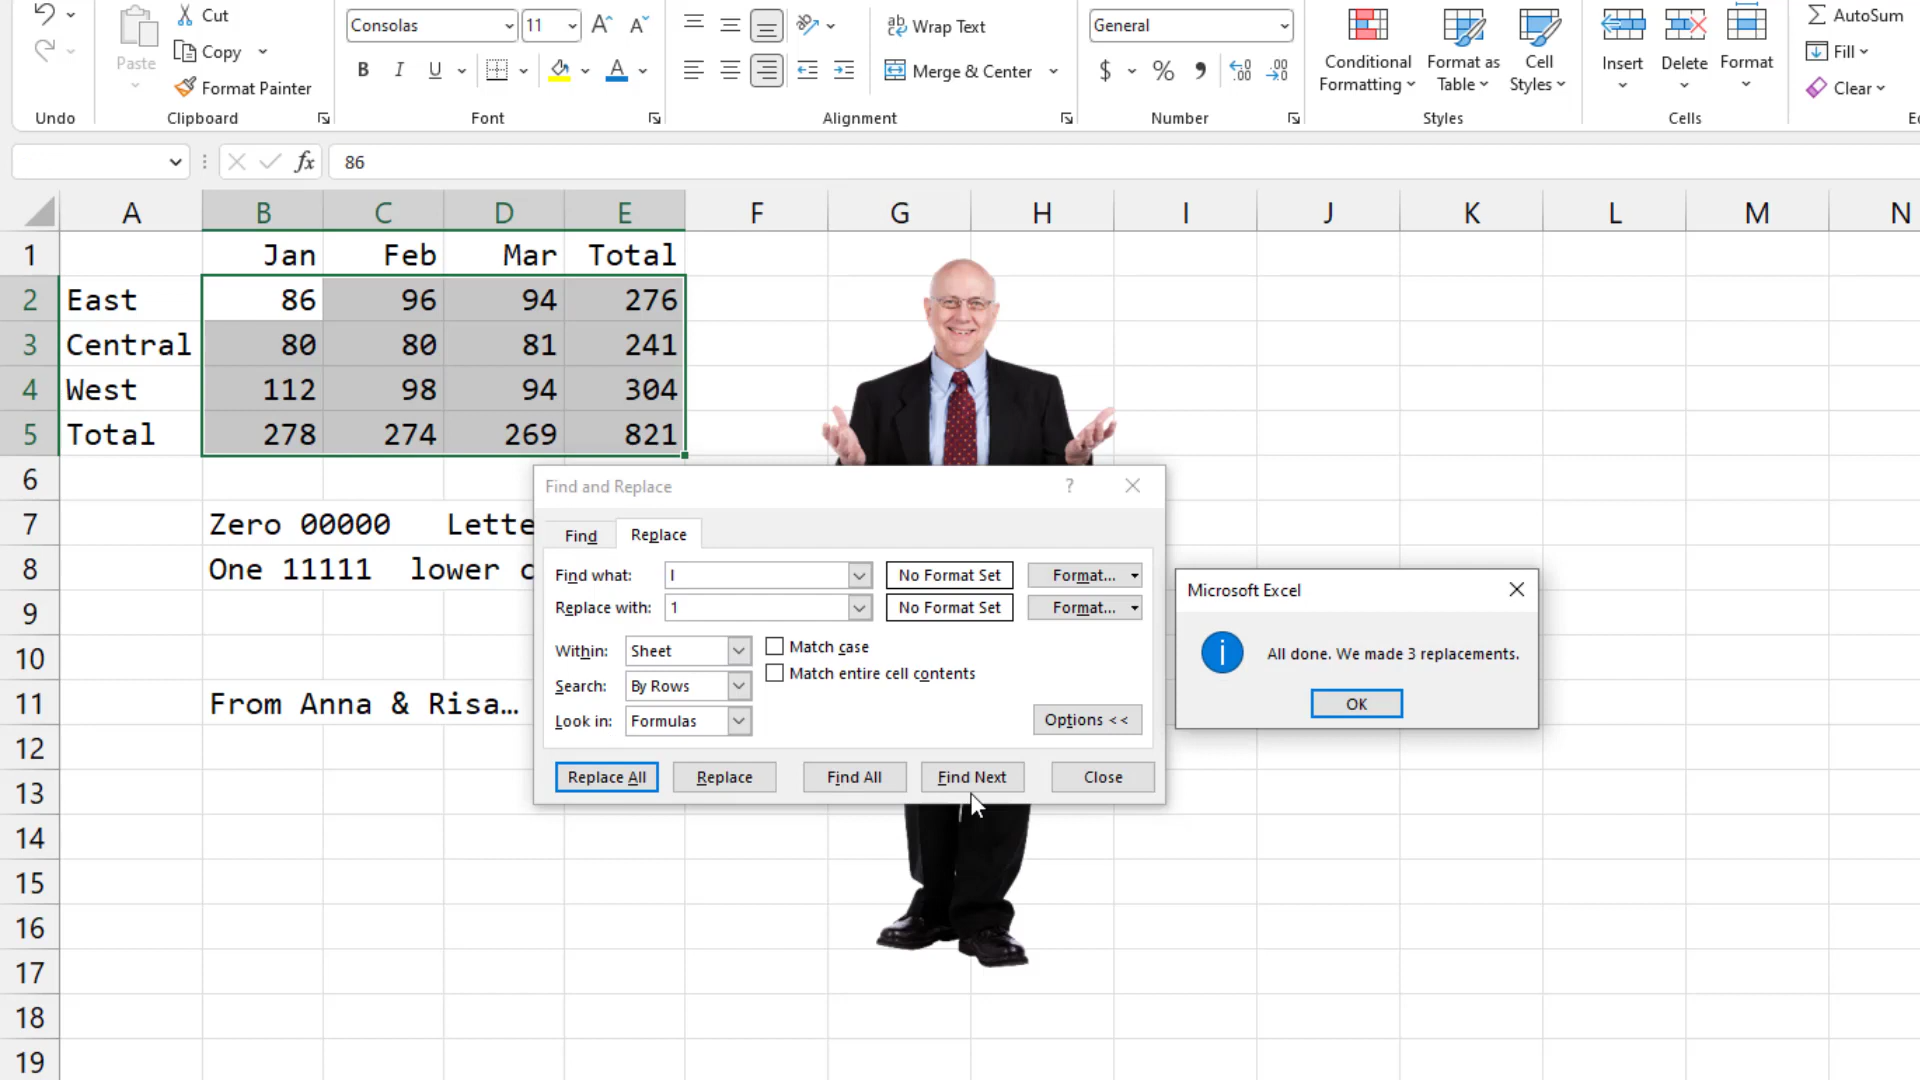 Cut
Copy
Paste
Format Painter
Undo
Clipboard
Consolas 11
B I U
Font
Wrap Text
Merge & Center
Alignment
General
$ % 9
Number
Conditional Formatting
Format as Table
Cell Styles
Styles
Insert Delete Format
Cells
AutoSum
Fill
Clear
fx 86
A B C D E F G H I J K L M N
1 Jan Feb Mar Total
2 East 86 96 94 276
3 Central 80 80 81 241
4 West 112 98 94 304
5 Total 278 274 269 821
6
7 Zero 00000 Lette
8 One 11111 lower c
9
10
11 From Anna & Risa…
12
13
14
15
16
17
18
19
Find and Replace ?
Find Replace
Find what: l No Format Set Format...
Replace with: 1 No Format Set Format...
Within: Sheet Match case
Match entire cell contents
Search: By Rows
Look in: Formulas Options <<
Replace All Replace Find All Find Next Close
Microsoft Excel
All done. We made 3 replacements.
OK